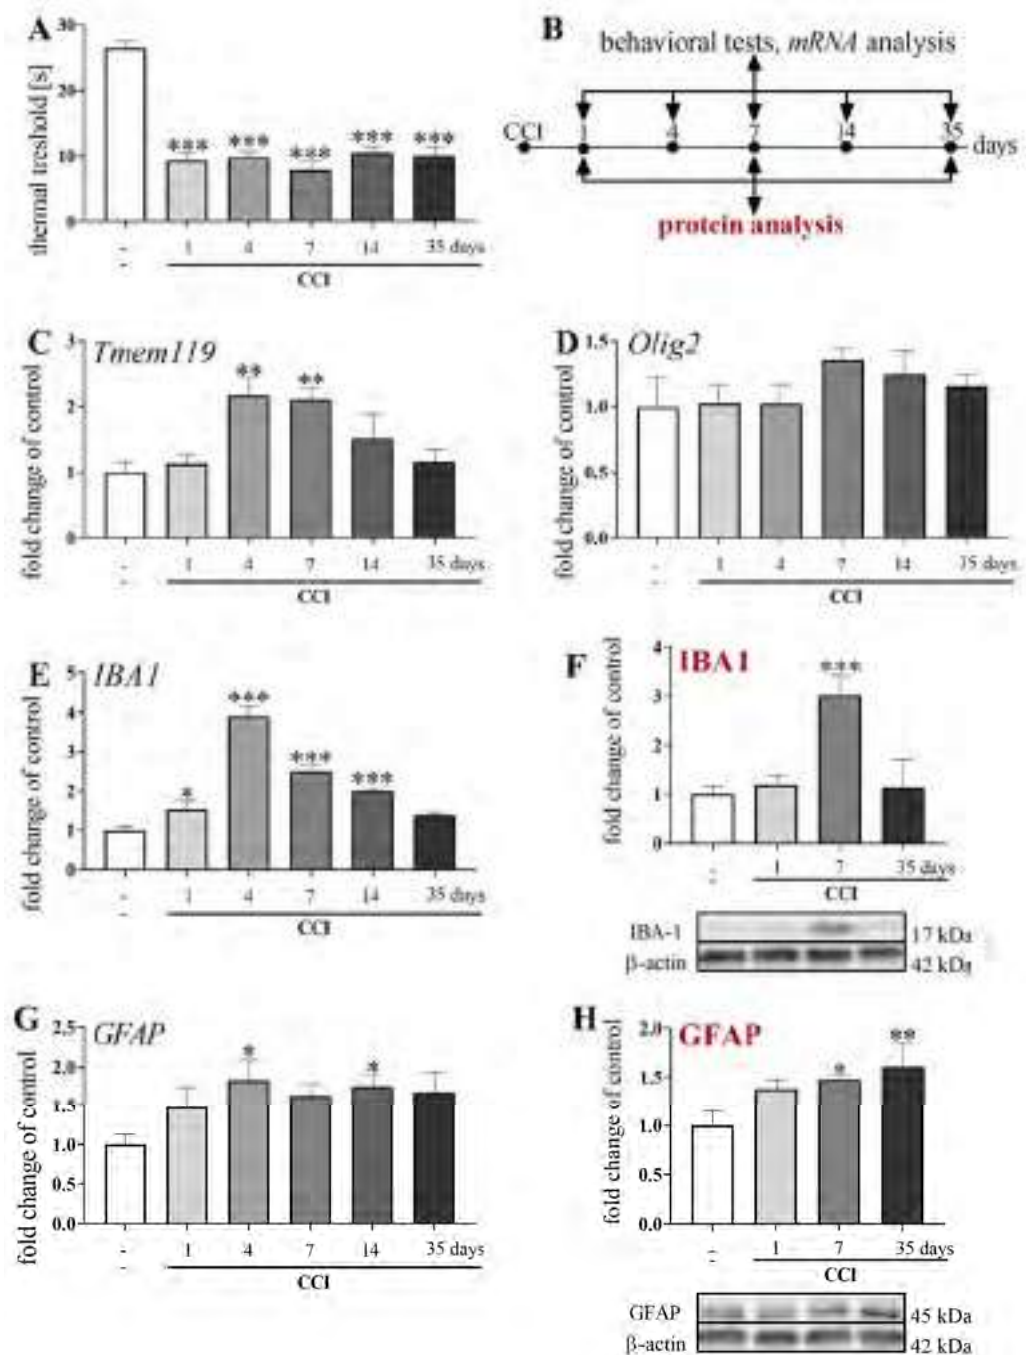 A
thermal treshold [s]
30
20
10
0
***
***
***
***
***
-
1
4
7
14
35 days
-
CCI
B
behavioral tests, mRNA analysis
CCI
1
4
7
14
35
days
protein analysis
C
Tmem119
fold change of control
3
2
1
0
**
**
-
1
4
7
14
35 days
-
CCI
D
Olig2
fold change of control
1.5
1.0
0.5
0.0
-
1
4
7
14
35 days
-
CCI
E
IBA1
fold change of control
5
4
3
2
1
0
*
***
***
***
-
1
4
7
14
35 days
-
CCI
F
IBA1
fold change of control
4
3
2
1
0
***
-
1
7
35 days
-
CCI
IBA-1
17 kDa
β-actin
42 kDa
G
GFAP
fold change of control
2.5
2.0
1.5
1.0
0.5
0.0
*
*
-
1
4
7
14
35 days
-
CCI
H
GFAP
fold change of control
2.0
1.5
1.0
0.5
0.0
*
**
-
1
7
35 days
-
CCI
GFAP
45 kDa
β-actin
42 kDa